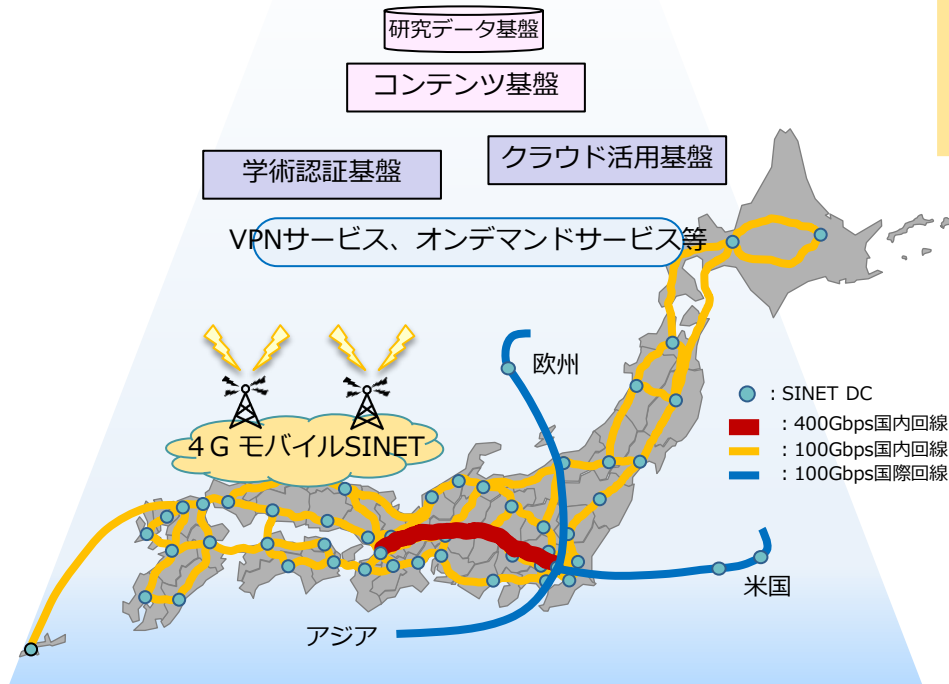 研究データ基盤
コンテンツ基盤
学術認証基盤
クラウド活用基盤
VPNサービス、オンデマンドサービス等
欧州
4G モバイルSINET
:SINET DC
:400Gbps国内回線
:100Gbps国内回線
:100Gbps国際回線
米国
アジア